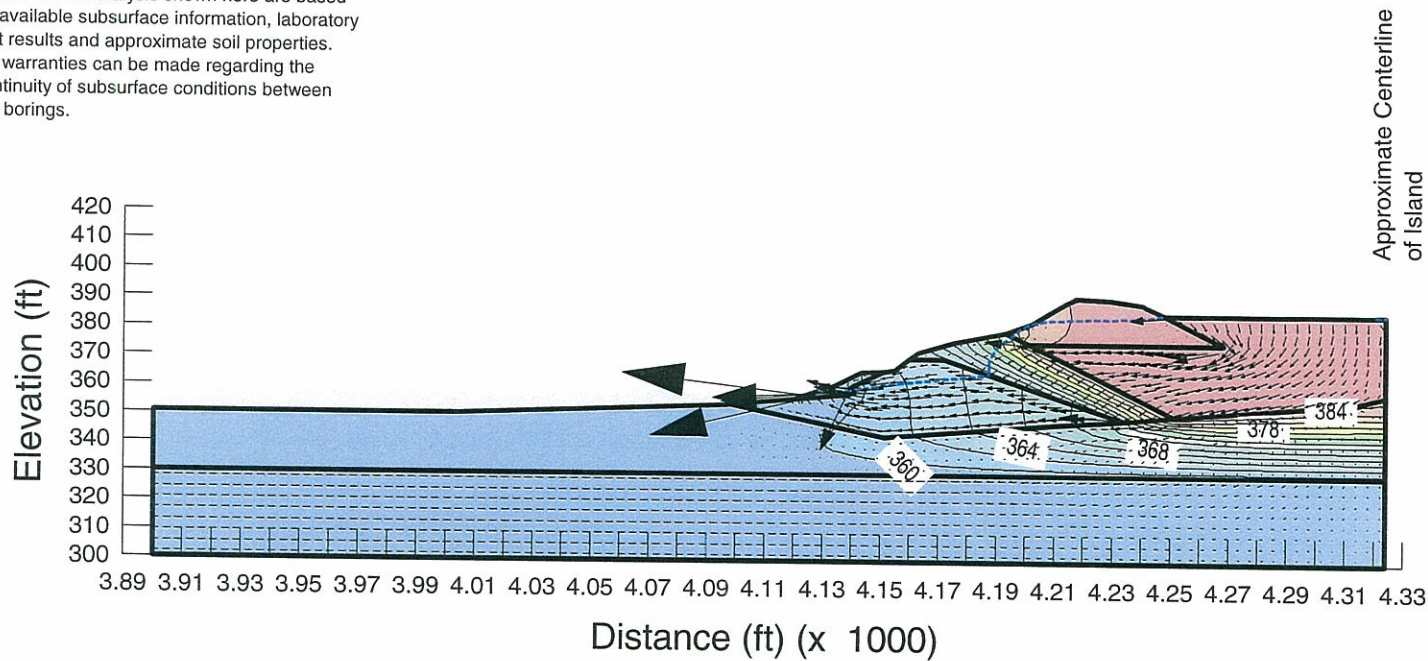 available subsurface information, laboratory
results and approximate soil properties.
warranties can be made regarding the
of subsurface conditions between
borings.
Approximate Centerline
of Island
420
410
400
390
380
370
360
350
340
330
320
310
300
Elevation (ft)
384
378
368
364
360
3.89 3.91 3.93 3.95 3.97 3.99 4.01 4.03 4.05 4.07 4.09 4.11 4.13 4.15 4.17 4.19 4.21 4.23 4.25 4.27 4.29 4.31 4.33
Distance (ft) (x 1000)